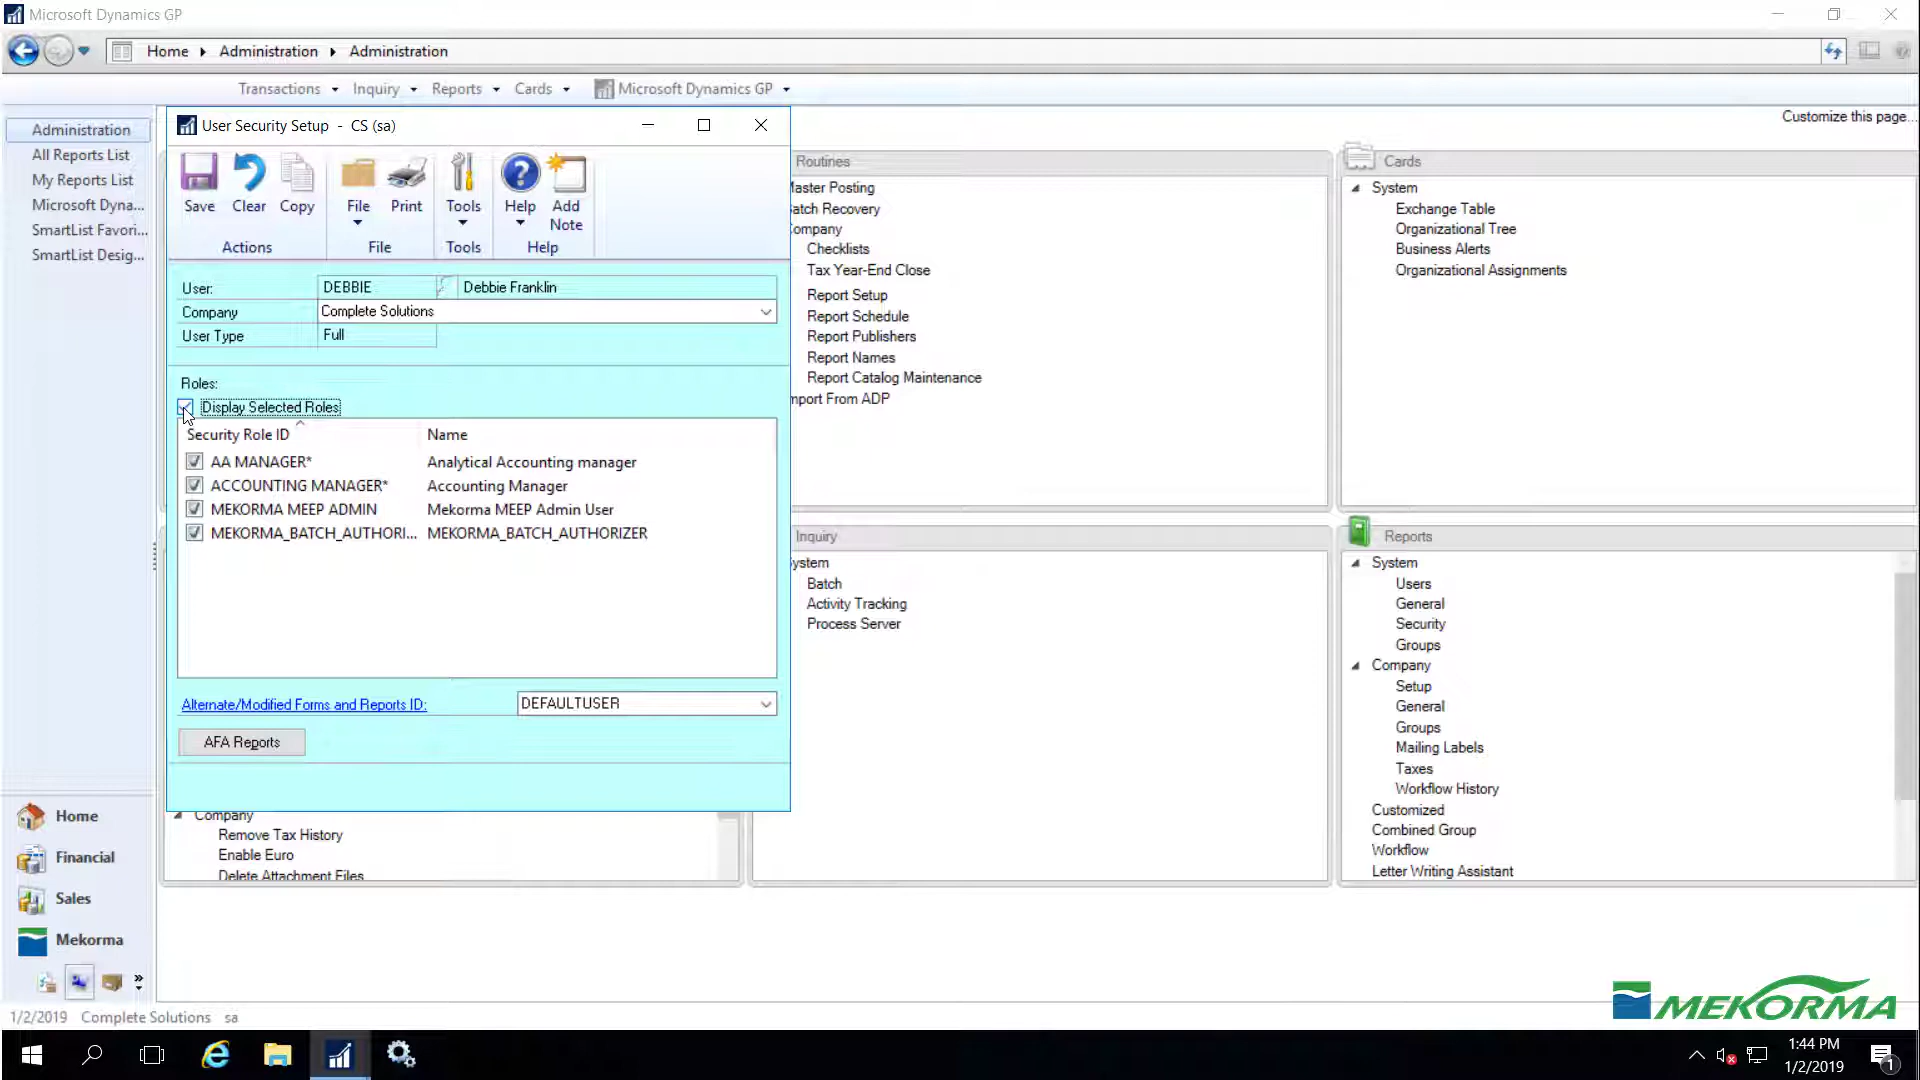 Microsoft Dynamics GP
Home Administration Administration
Transactions Inquiry Reports Cards Microsoft Dynamics GP
Customize this page...
Administration
All Reports List
My Reports List
Microsoft Dyna...
SmartList Favori...
SmartList Desig...
User Security Setup - CS (sa)
Save Clear Copy File Print Tools Help Add Note
Actions File Tools Help
User: DEBBIE Debbie Franklin
Company Complete Solutions
User Type Full
Roles:
Display Selected Roles
Security Role ID Name
AA MANAGER* Analytical Accounting manager
ACCOUNTING MANAGER* Accounting Manager
MEKORMA MEEP ADMIN Mekorma MEEP Admin User
MEKORMA_BATCH_AUTHORI... MEKORMA_BATCH_AUTHORIZER
Alternate/Modified Forms and Reports ID: DEFAULTUSER
AFA Reports
Company
Remove Tax History
Enable Euro
Delete Attachment Files
Routines
Master Posting
atch Recovery
ompany
Checklists
Tax Year-End Close
Report Setup
Report Schedule
Report Publishers
Report Names
Report Catalog Maintenance
mport From ADP
Inquiry
ystem
Batch
Activity Tracking
Process Server
Cards
System
Exchange Table
Organizational Tree
Business Alerts
Organizational Assignments
Reports
System
Users
General
Security
Groups
Company
Setup
General
Groups
Mailing Labels
Taxes
Workflow History
Customized
Combined Group
Workflow
Letter Writing Assistant
Home
Financial
Sales
Mekorma
1/2/2019 Complete Solutions sa
MEKORMA
1:44 PM
1/2/2019
1